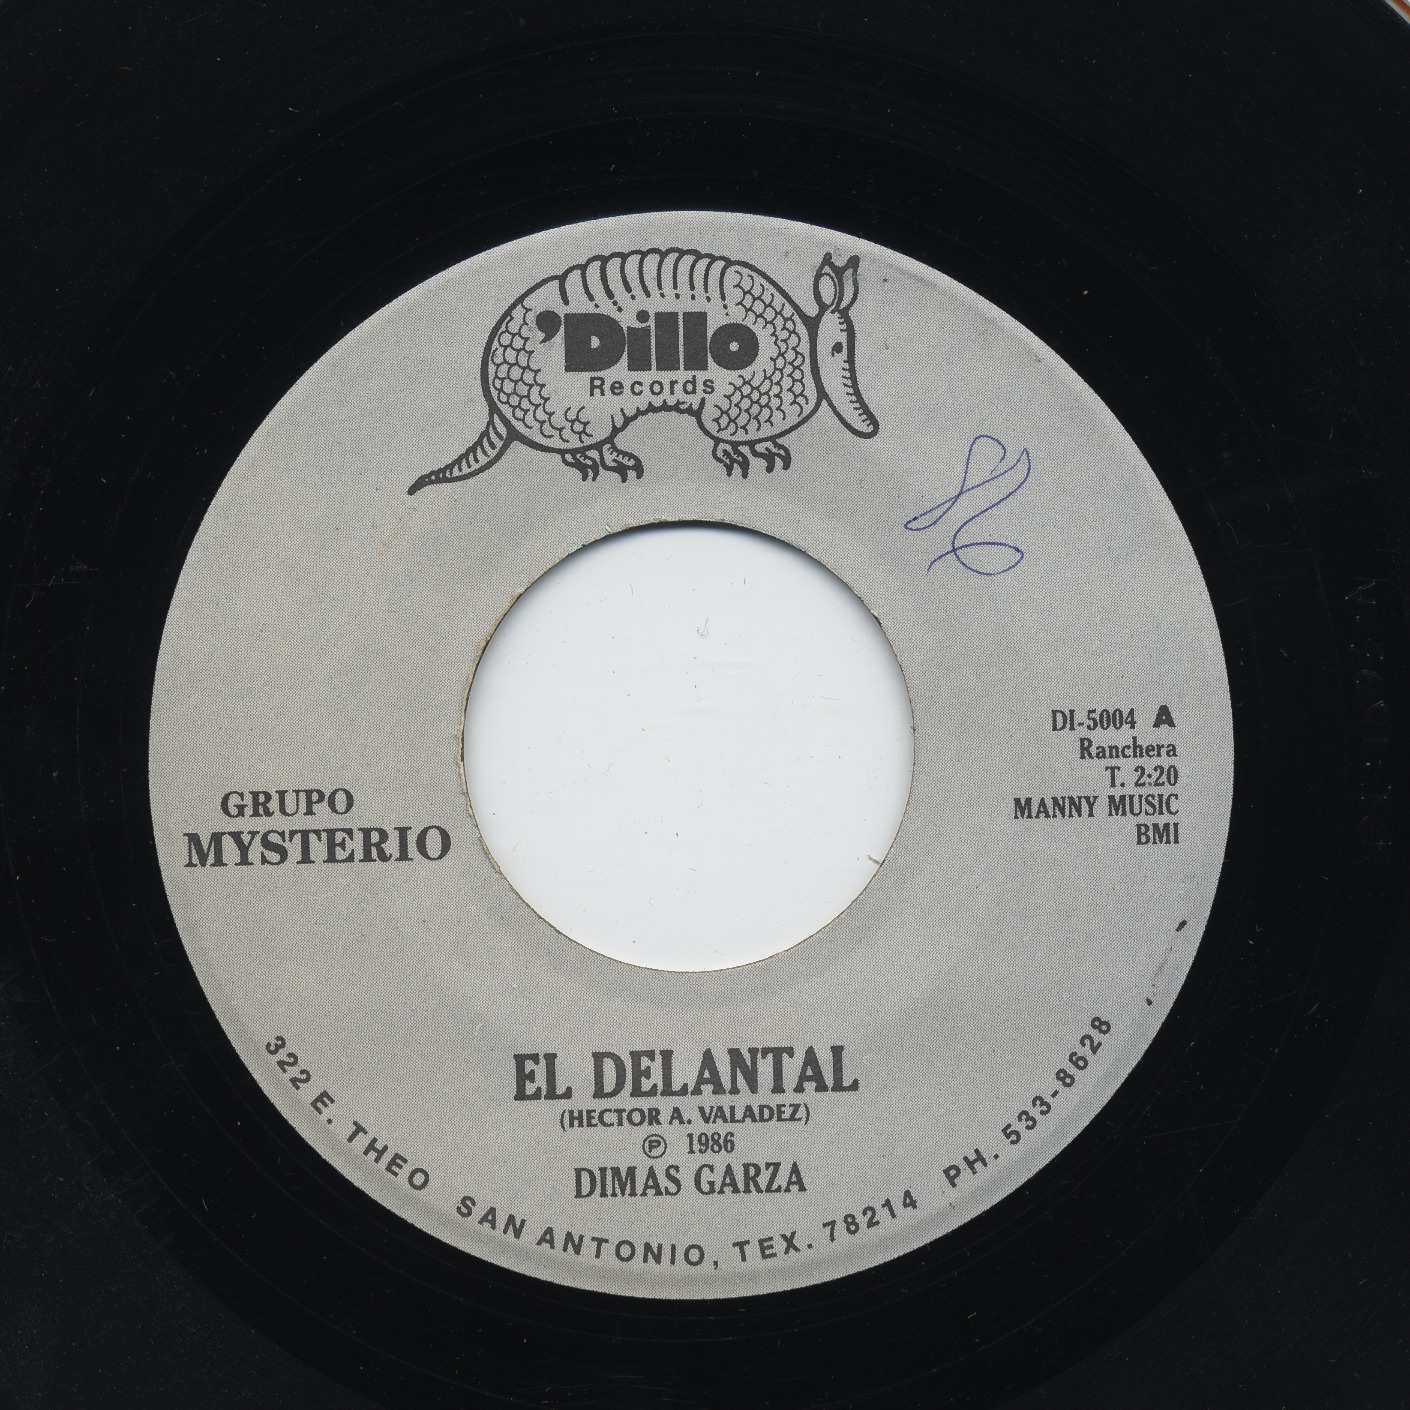 'Dillo
Records
DI-5004 A
Ranchera
T. 2:20
MANNY MUSIC
BMI
GRUPO
MYSTERIO
EL DELANTAL
(HECTOR A. VALADEZ)
℗ 1986
DIMAS GARZA
322 E. THEO SAN ANTONIO, TEX. 78214 PH. 533-8628